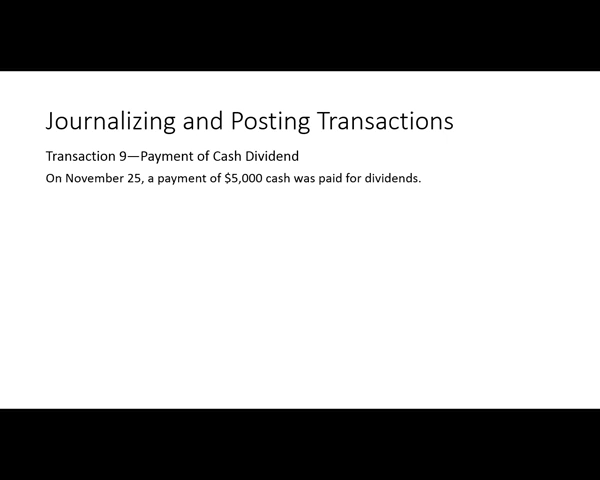 Journalizing and Posting Transactions
Transaction 9—Payment of Cash Dividend
On November 25, a payment of $5,000 cash was paid for dividends.